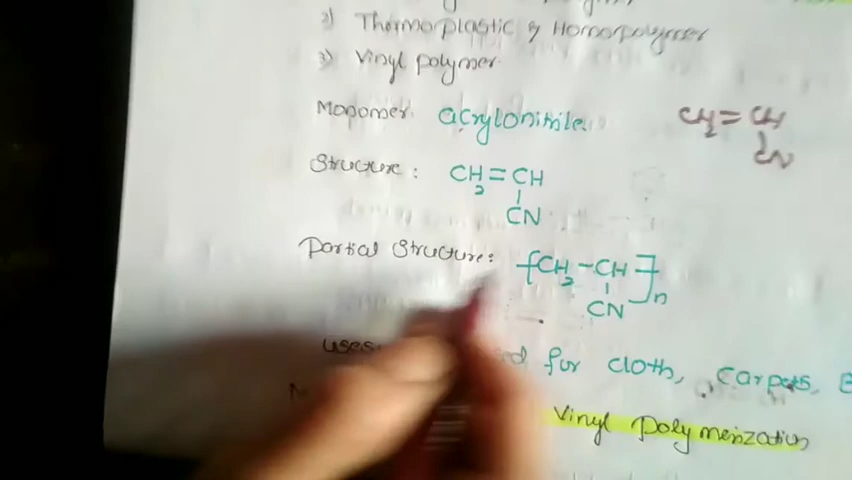 2) Thermoplastic & Homopolymer
3) Vinyl polymer
Monomer: acrylonitrile. CH2=CH
CN
Structure: CH2=CH
CN
Partial Structure: [CH2-CH]n
CN
uses: for cloth, carpets,
Vinyl polymerization